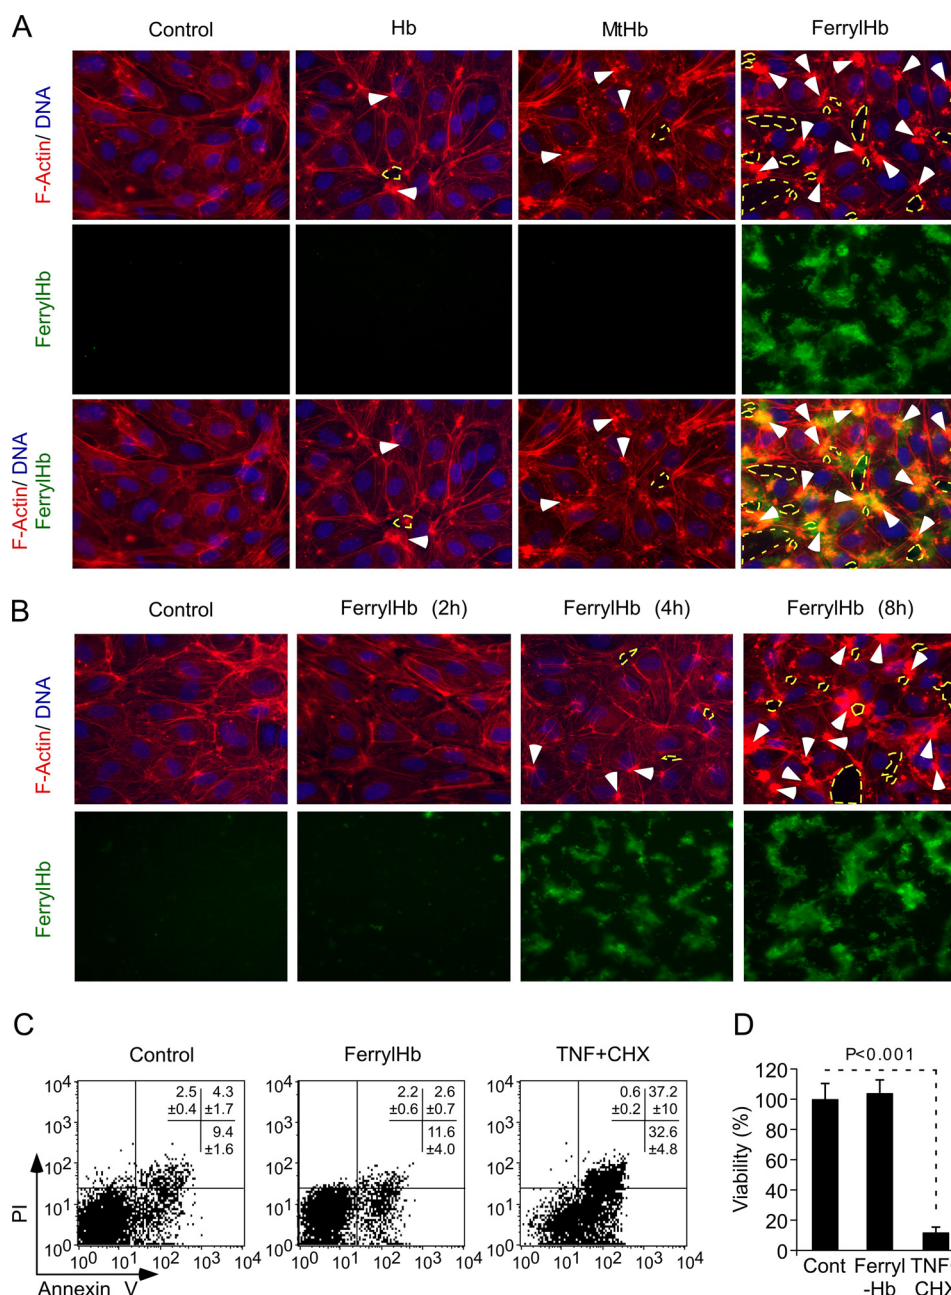 A
Control Hb MtHb FerrylHb
F-Actin/ DNA
FerrylHb
F-Actin/ DNA
FerrylHb
B
Control FerrylHb (2h) FerrylHb (4h) FerrylHb (8h)
F-Actin/ DNA
FerrylHb
C
Control FerrylHb TNF+CHX
PI
10⁴
10³
10²
10¹
10⁰
2.5 4.3
±0.4 ±1.7
9.4
±1.6
10⁰ 10¹ 10² 10³ 10⁴
Annexin V
10⁴
10³
10²
10¹
10⁰
2.2 2.6
±0.6 ±0.7
11.6
±4.0
10⁰ 10¹ 10² 10³ 10⁴
10⁴
10³
10²
10¹
10⁰
0.6 37.2
±0.2 ±10
32.6
±4.8
10⁰ 10¹ 10² 10³ 10⁴
D
P<0.001
Viability (%)
120
100
80
60
40
20
0
Cont Ferryl TNF
-Hb CHX